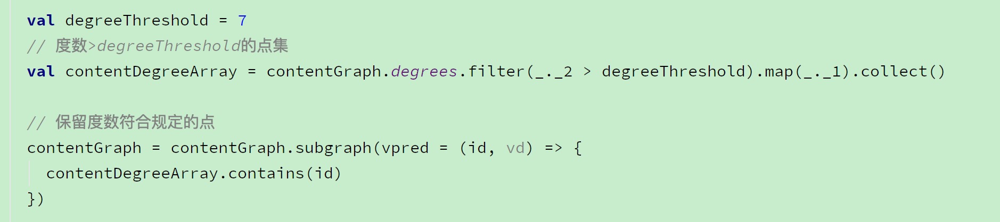 val degreeThreshold = 7
// 度数>degreeThreshold的点集
val contentDegreeArray = contentGraph.degrees.filter(_._2 > degreeThreshold).map(_._1).collect()
// 保留度数符合规定的点
contentGraph = contentGraph.subgraph(vpred = (id, vd) => {
contentDegreeArray.contains(id)
})